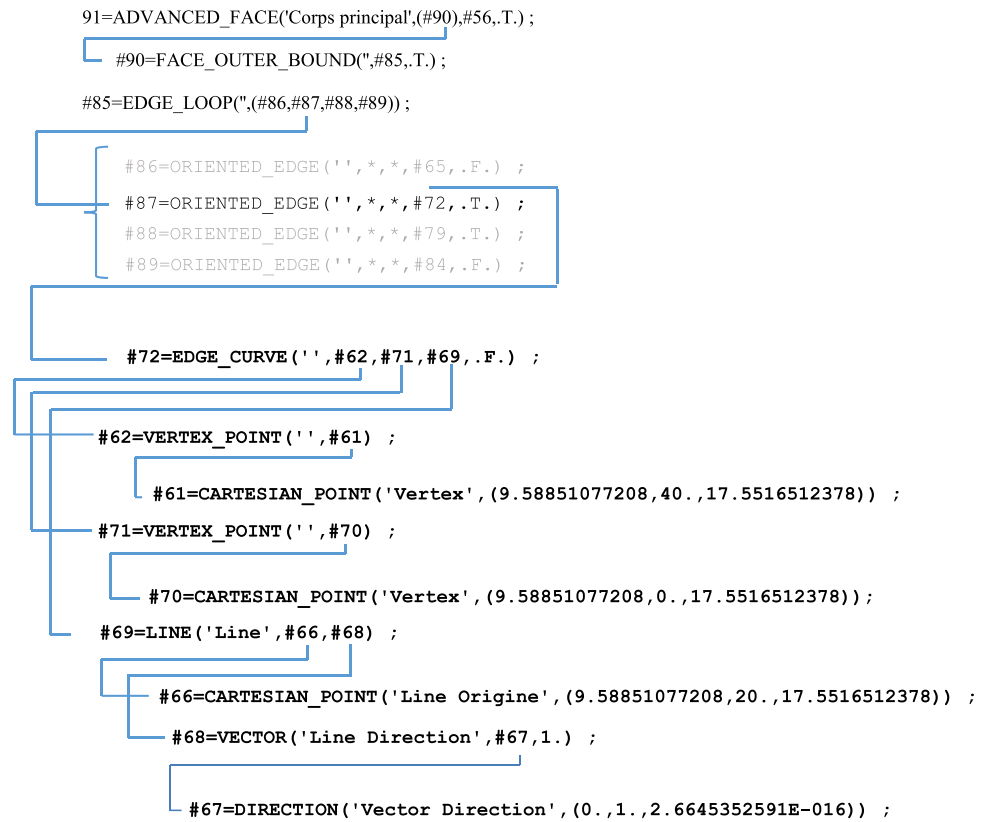 91=ADVANCED_FACE('Corps principal',(#90),#56,.T.) ;
#90=FACE_OUTER_BOUND('',#85,.T.) ;
#85=EDGE_LOOP('',(#86,#87,#88,#89)) ;
#86=ORIENTED_EDGE('',*,*,#65,.F.) ;
#87=ORIENTED_EDGE('',*,*,#72,.T.) ;
#88=ORIENTED_EDGE('',*,*,#79,.T.) ;
#89=ORIENTED_EDGE('',*,*,#84,.F.) ;
#72=EDGE_CURVE('',#62,#71,#69,.F.) ;
#62=VERTEX_POINT('',#61) ;
#61=CARTESIAN_POINT('Vertex',(9.58851077208,40.,17.5516512378)) ;
#71=VERTEX_POINT('',#70) ;
#70=CARTESIAN_POINT('Vertex',(9.58851077208,0.,17.5516512378));
#69=LINE('Line',#66,#68) ;
#66=CARTESIAN_POINT('Line Origine',(9.58851077208,20.,17.5516512378)) ;
#68=VECTOR('Line Direction',#67,1.) ;
#67=DIRECTION('Vector Direction',(0.,1.,2.6645352591E-016)) ;